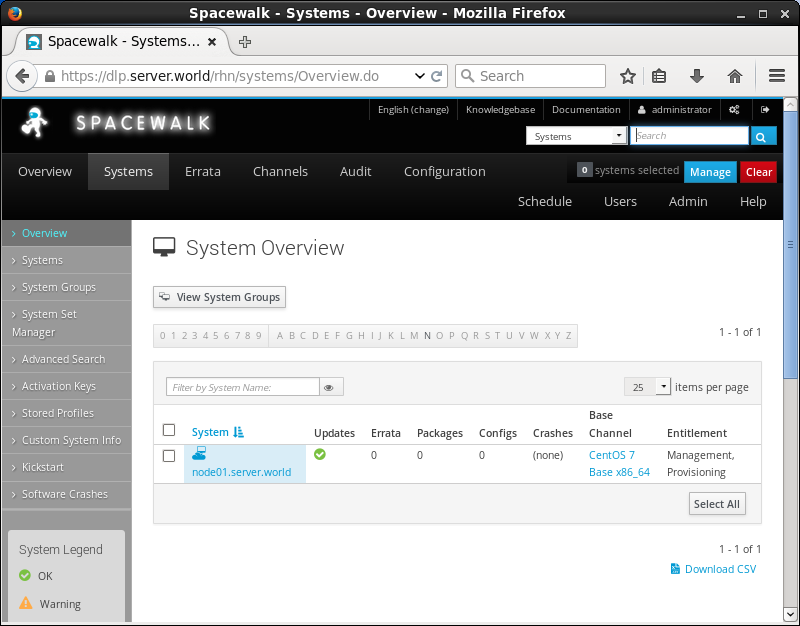 Spacewalk - Systems - Overview - Mozilla Firefox
Spacewalk - Systems...
https://dlp.server.world/rhn/systems/Overview.do
Search
English (change)
Knowledgebase
Documentation
administrator
SPACEWALK
Systems
Search
Overview
Systems
Errata
Channels
Audit
Configuration
0 systems selected
Manage
Clear
Schedule
Users
Admin
Help
Overview
Systems
System Groups
System Set
Manager
Advanced Search
Activation Keys
Stored Profiles
Custom System Info
Kickstart
Software Crashes
System Legend
OK
Warning
System Overview
View System Groups
0 1 2 3 4 5 6 7 8 9 A B C D E F G H I J K L M N O P Q R S T U V W X Y Z
1 - 1 of 1
Filter by System Name:
25 items per page
System Updates Errata Packages Configs Crashes Base Channel Entitlement
node01.server.world 0 0 0 (none) CentOS 7 Base x86_64 Management, Provisioning
Select All
1 - 1 of 1
Download CSV